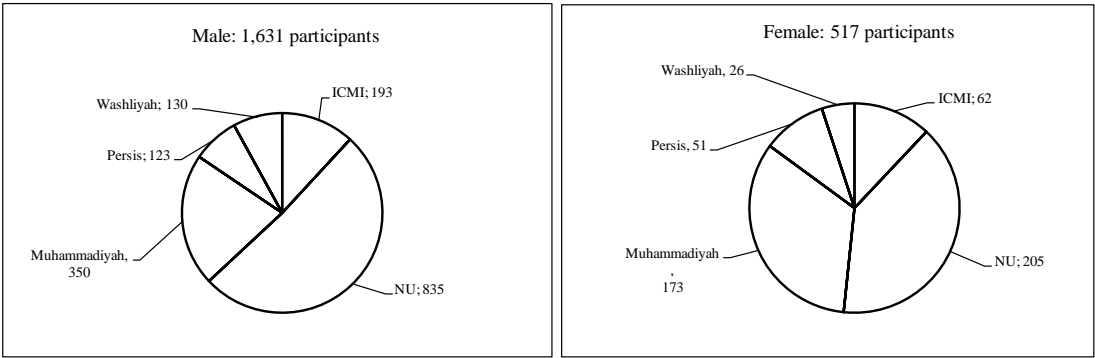 Male: 1,631 participants
ICMI; 193
Washliyah; 130
Persis; 123
Muhammadiyah,
350
NU; 835
Female: 517 participants
Washliyah, 26
ICMI; 62
Persis, 51
Muhammadiyah
,
173
NU; 205